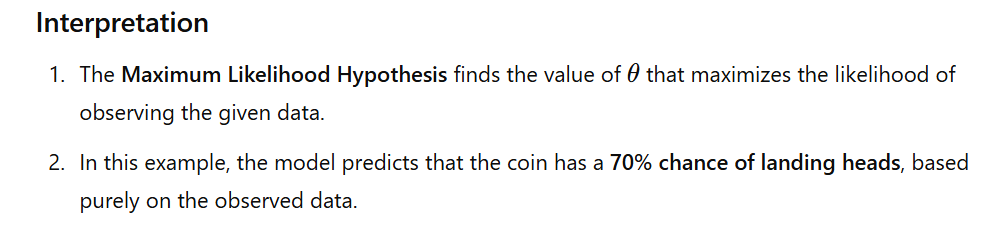 Interpretation
1. The Maximum Likelihood Hypothesis finds the value of θ that maximizes the likelihood of
observing the given data.
2. In this example, the model predicts that the coin has a 70% chance of landing heads, based
purely on the observed data.